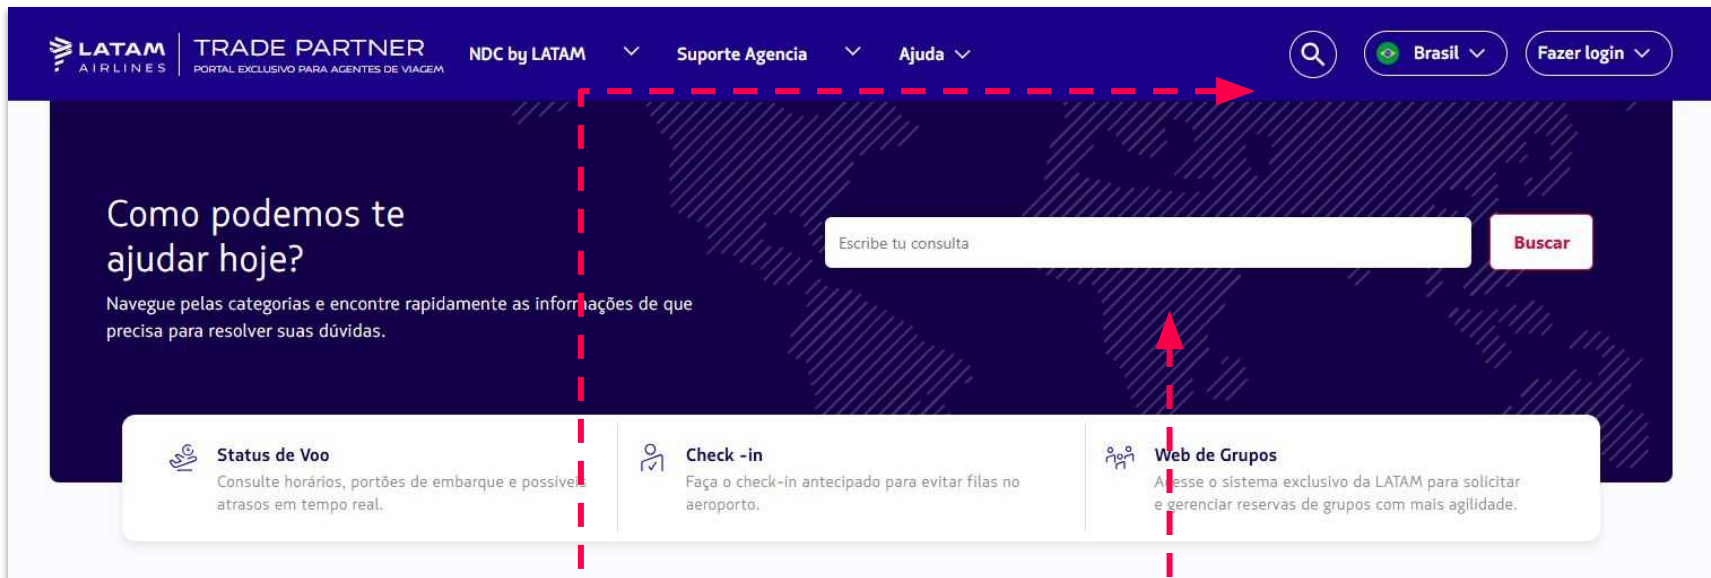 LATAM AIRLINES
TRADE PARTNER
PORTAL EXCLUSIVO PARA AGENTES DE VIAGEM
NDC by LATAM
Suporte Agencia
Ajuda
Brasil
Fazer login
Como podemos te
ajudar hoje?
Navegue pelas categorias e encontre rapidamente as informações de que
precisa para resolver suas dúvidas.
Escribe tu consulta
Buscar
Status de Voo
Consulte horários, portões de embarque e possíveis
atrasos em tempo real.
Check -in
Faça o check-in antecipado para evitar filas no
aeroporto.
Web de Grupos
Acesse o sistema exclusivo da LATAM para solicitar
e gerenciar reservas de grupos com mais agilidade.